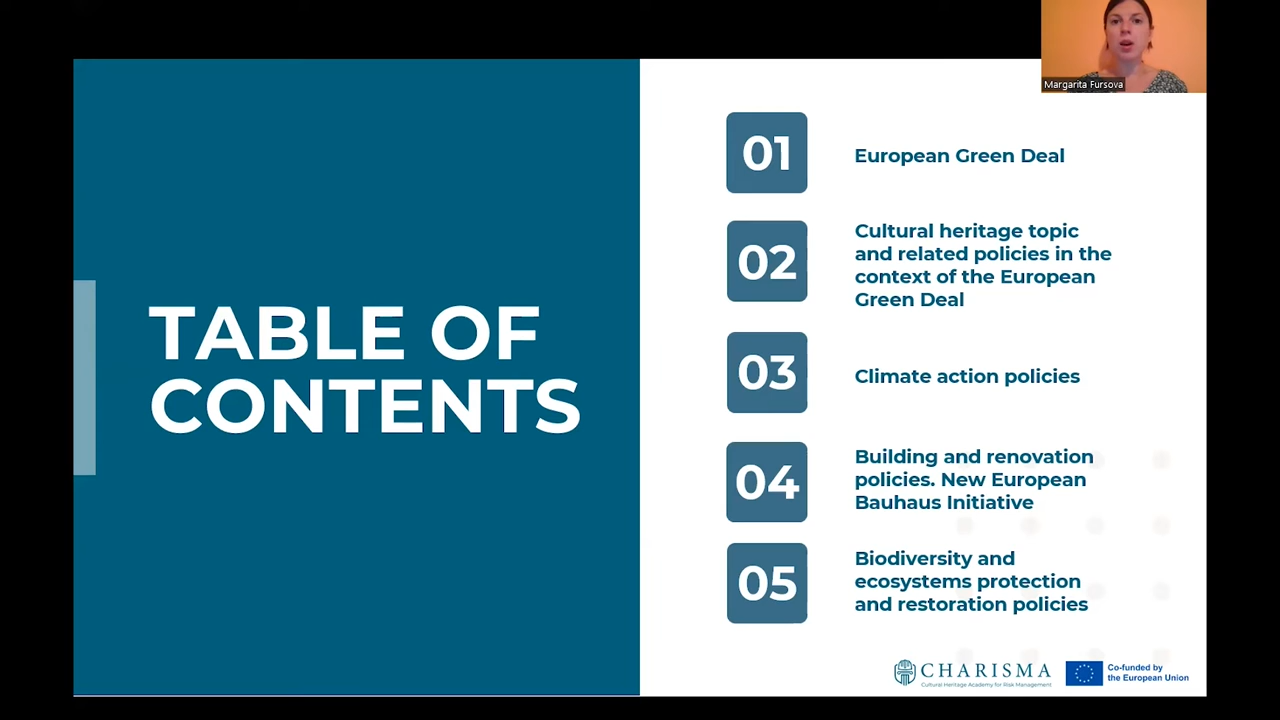 Margarita Fursova
TABLE OF
CONTENTS
01
European Green Deal
02
Cultural heritage topic
and related policies in the
context of the European
Green Deal
03
Climate action policies
04
Building and renovation
policies. New European
Bauhaus Initiative
05
Biodiversity and
ecosystems protection
and restoration policies
CHARISMA
Cultural Heritage Academy for Risk Management
Co-funded by
the European Union